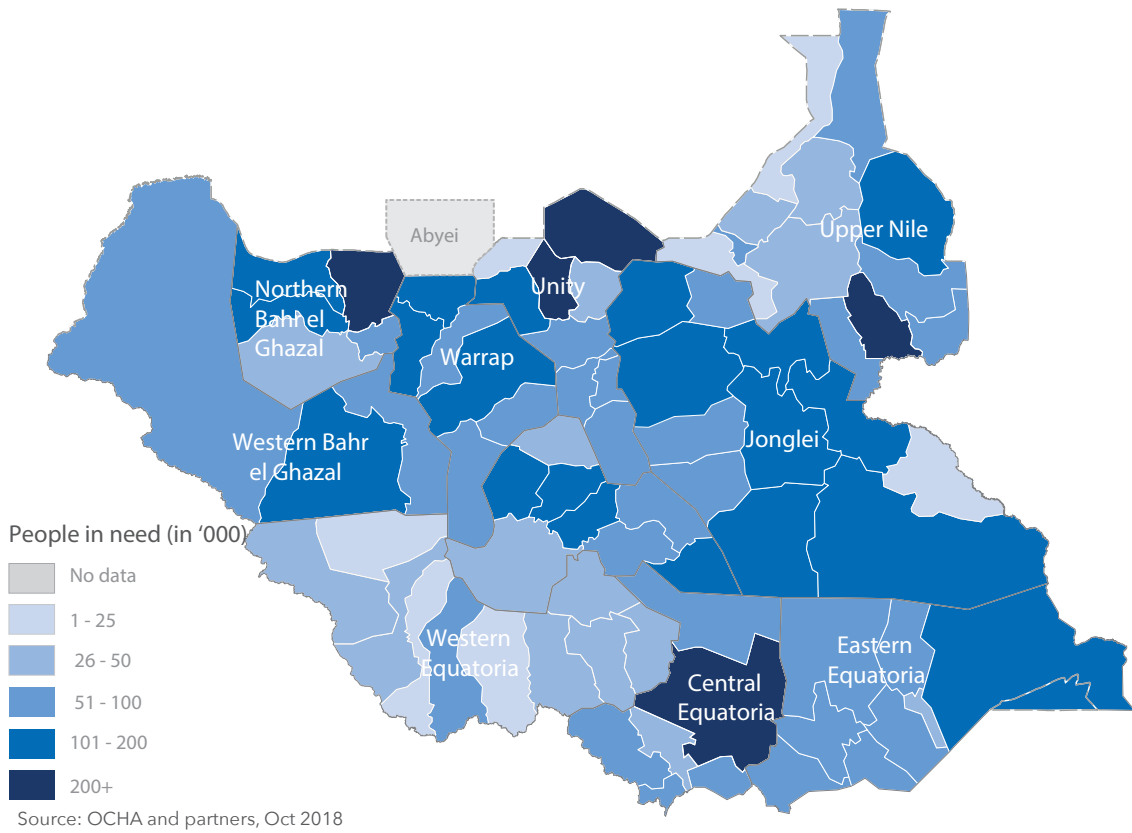 Abyei
Upper Nile
Northern
Bahr el
Ghazal
Unity
Warrap
Western Bahr
el Ghazal
Jonglei
People in need (in ‘000)
No data
1 - 25
26 - 50
51 - 100
101 - 200
200+
Western
Equatoria
Eastern
Equatoria
Central
Equatoria
Source: OCHA and partners, Oct 2018